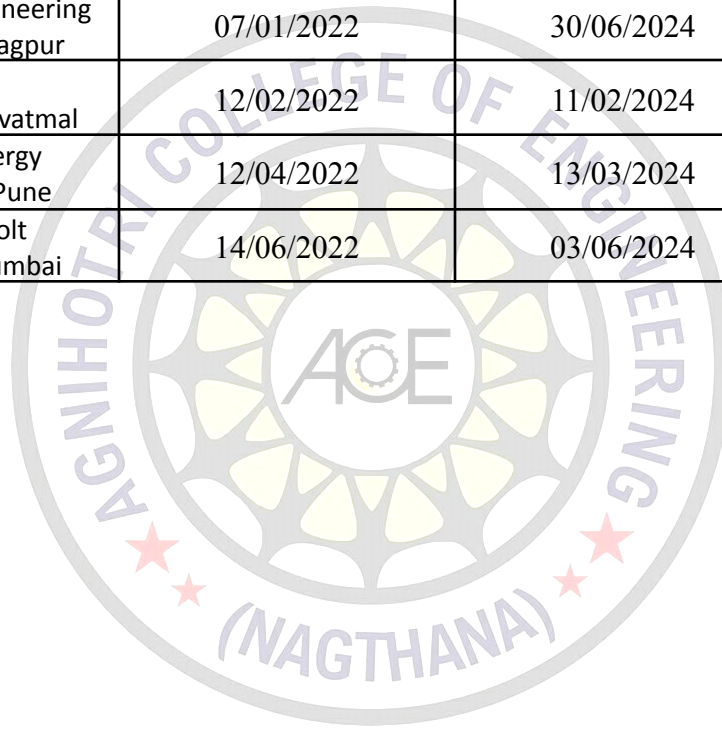 neering
agpur 07/01/2022 30/06/2024
vatmal 12/02/2022 11/02/2024
ergy
Pune 12/04/2022 13/03/2024
olt
umbai 14/06/2022 03/06/2024
AGNIHOTRI COLLEGE OF ENGINEERING
ACE
(NAGTHANA)